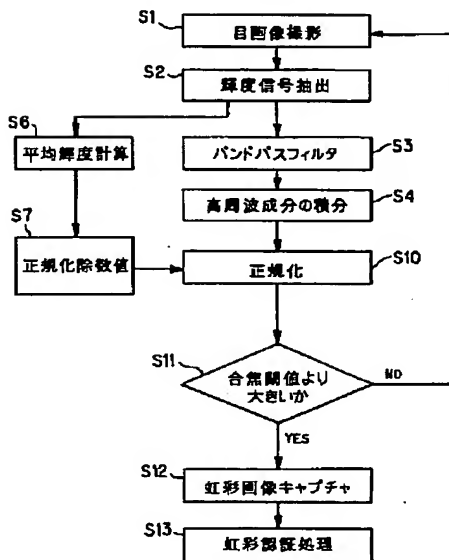 S1
目画像撮影
S2
輝度信号抽出
S6
平均輝度計算
バンドパスフィルタ
S3
S7
高周波成分の積分
S4
正規化除数値
正規化
S10
S11
合焦閾値より
大きいか
NO
YES
S12
虹彩画像キャプチャ
S13
虹彩認証処理